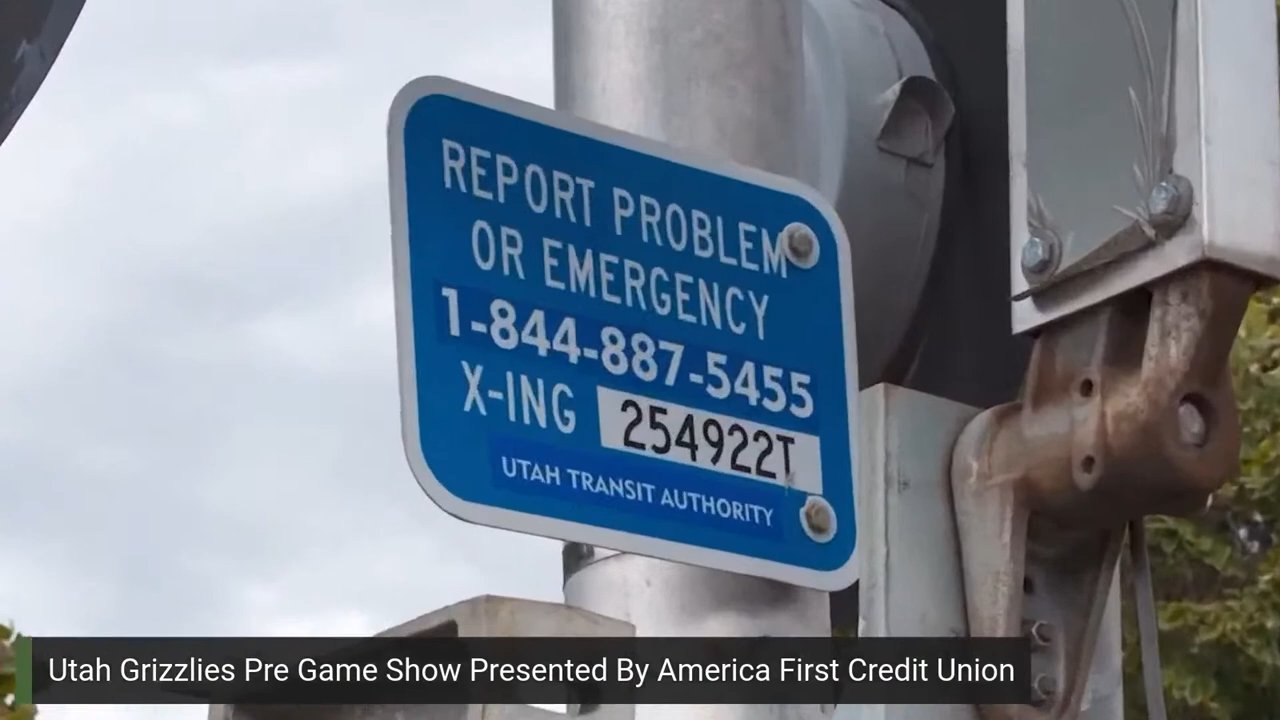 REPORT PROBLEM
OR EMERGENCY
1-844-887-5455
X-ING 254922T
UTAH TRANSIT AUTHORITY
Utah Grizzlies Pre Game Show Presented By America First Credit Union